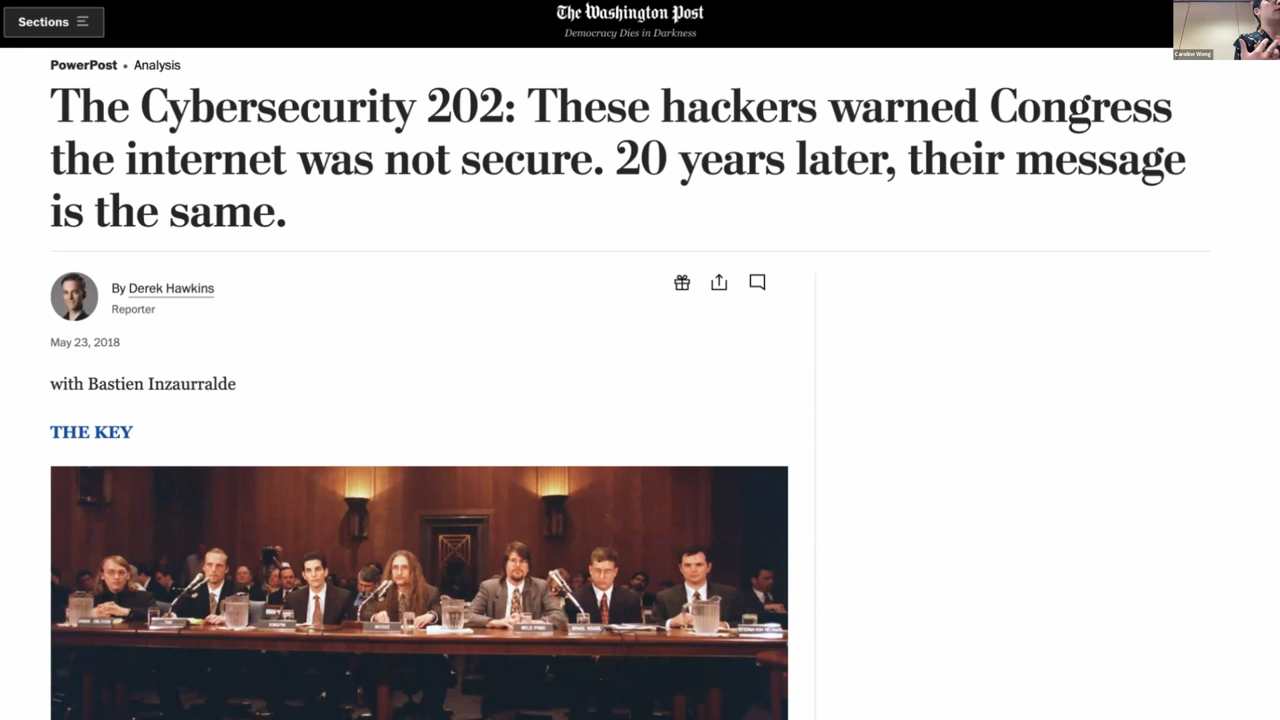 Sections
The Washington Post
Democracy Dies in Darkness
Caroline Wong
PowerPost • Analysis
The Cybersecurity 202: These hackers warned Congress
the internet was not secure. 20 years later, their message
is the same.
By Derek Hawkins
Reporter
May 23, 2018
with Bastien Inzaurralde
THE KEY